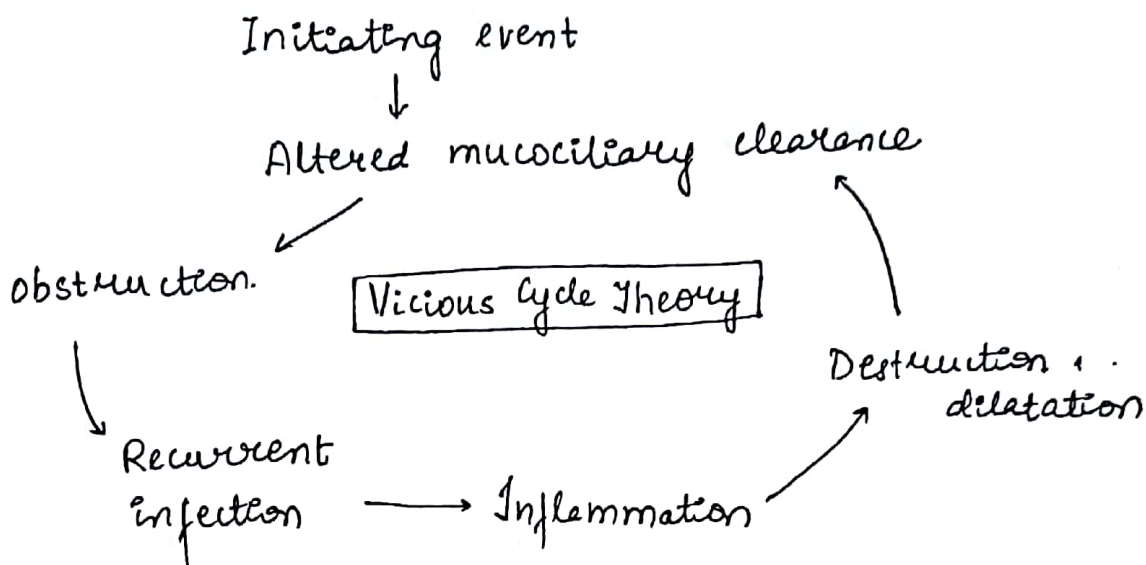 Initiating event
Altered mucociliary clearance
obstruction.
Vicious Cycle Theory
Destruction, .
dilatation
Recurrent
infection
Inflammation